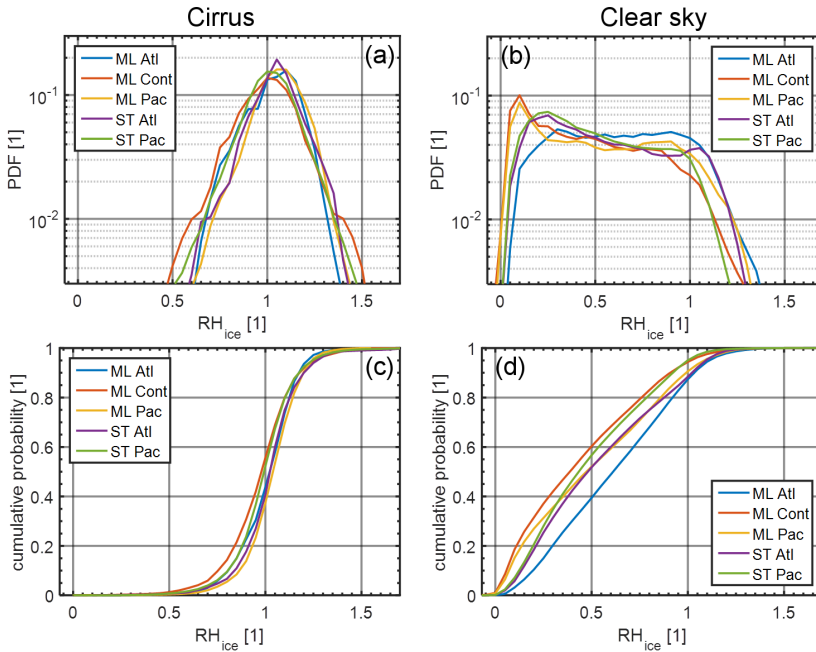 Cirrus
Clear sky
(a)
ML Atl
ML Cont
ML Pac
ST Atl
ST Pac
PDF [1]
10⁻¹
10⁻²
0
0.5
1
1.5
RH_ice [1]
(b)
ML Atl
ML Cont
ML Pac
ST Atl
ST Pac
PDF [1]
10⁻¹
10⁻²
0
0.5
1
1.5
RH_ice [1]
(c)
ML Atl
ML Cont
ML Pac
ST Atl
ST Pac
cumulative probability [1]
1
0.8
0.6
0.4
0.2
0
0
0.5
1
1.5
RH_ice [1]
(d)
ML Atl
ML Cont
ML Pac
ST Atl
ST Pac
cumulative probability [1]
1
0.8
0.6
0.4
0.2
0
0
0.5
1
1.5
RH_ice [1]